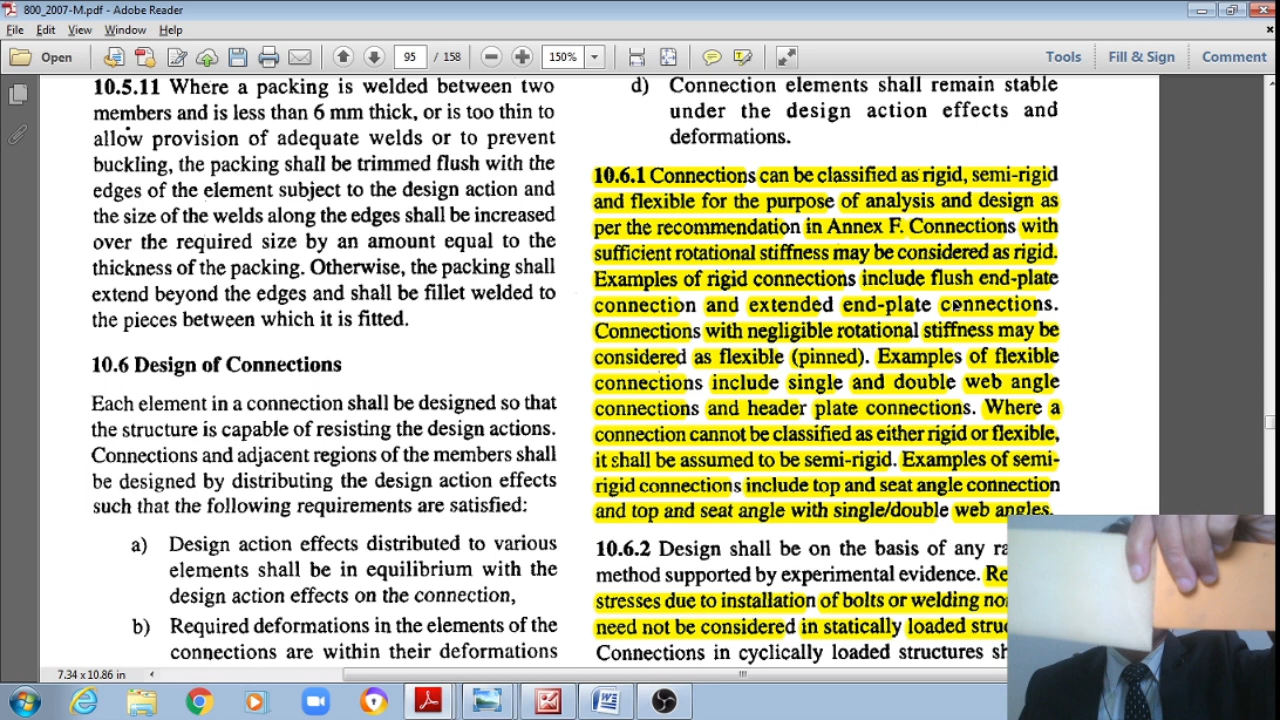 800_2007-M.pdf - Adobe Reader
File Edit View Window Help
Open 95 / 158 150% Tools Fill & Sign Comment
10.5.11 Where a packing is welded between two
members and is less than 6 mm thick, or is too thin to
allow provision of adequate welds or to prevent
buckling, the packing shall be trimmed flush with the
edges of the element subject to the design action and
the size of the welds along the edges shall be increased
over the required size by an amount equal to the
thickness of the packing. Otherwise, the packing shall
extend beyond the edges and shall be fillet welded to
the pieces between which it is fitted.
10.6 Design of Connections
Each element in a connection shall be designed so that
the structure is capable of resisting the design actions.
Connections and adjacent regions of the members shall
be designed by distributing the design action effects
such that the following requirements are satisfied:
a) Design action effects distributed to various
elements shall be in equilibrium with the
design action effects on the connection,
b) Required deformations in the elements of the
connections are within their deformations
d) Connection elements shall remain stable
under the design action effects and
deformations.
10.6.1 Connections can be classified as rigid, semi-rigid
and flexible for the purpose of analysis and design as
per the recommendation in Annex F. Connections with
sufficient rotational stiffness may be considered as rigid.
Examples of rigid connections include flush end-plate
connection and extended end-plate connections.
Connections with negligible rotational stiffness may be
considered as flexible (pinned). Examples of flexible
connections include single and double web angle
connections and header plate connections. Where a
connection cannot be classified as either rigid or flexible,
it shall be assumed to be semi-rigid. Examples of semi-
rigid connections include top and seat angle connection
and top and seat angle with single/double web angles.
10.6.2 Design shall be on the basis of any
method supported by experimental evidence.
stresses due to installation of bolts or welding
need not be considered in statically loaded
Connections in cyclically loaded structures
7.34 x 10.86 in